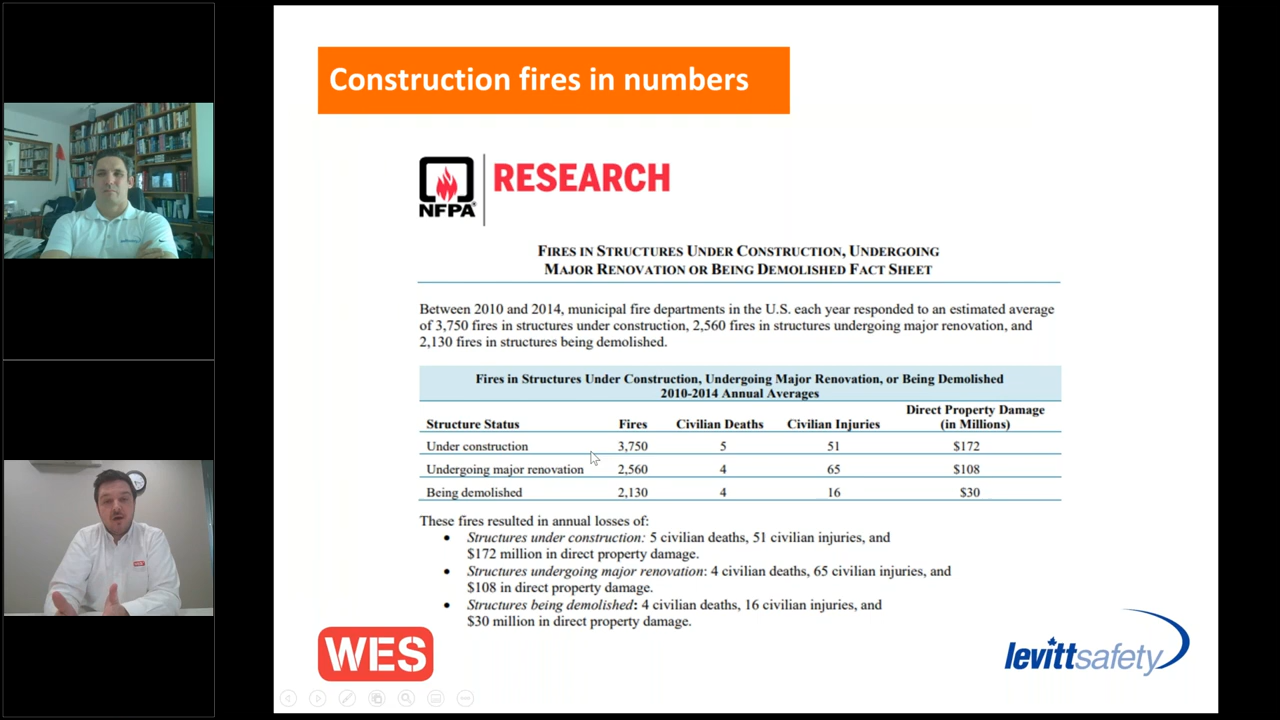 Construction fires in numbers
NFPA
RESEARCH
FIRES IN STRUCTURES UNDER CONSTRUCTION, UNDERGOING
MAJOR RENOVATION OR BEING DEMOLISHED FACT SHEET
Between 2010 and 2014, municipal fire departments in the U.S. each year responded to an estimated average
of 3,750 fires in structures under construction, 2,560 fires in structures undergoing major renovation, and
2,130 fires in structures being demolished.
Fires in Structures Under Construction, Undergoing Major Renovation, or Being Demolished
2010-2014 Annual Averages
Direct Property Damage
Structure Status Fires Civilian Deaths Civilian Injuries (in Millions)
Under construction 3,750 5 51 $172
Undergoing major renovation 2,560 4 65 $108
Being demolished 2,130 4 16 $30
These fires resulted in annual losses of:
• Structures under construction: 5 civilian deaths, 51 civilian injuries, and
$172 million in direct property damage.
• Structures undergoing major renovation: 4 civilian deaths, 65 civilian injuries, and
$108 in direct property damage.
• Structures being demolished: 4 civilian deaths, 16 civilian injuries, and
$30 million in direct property damage.
WES
levittsafety